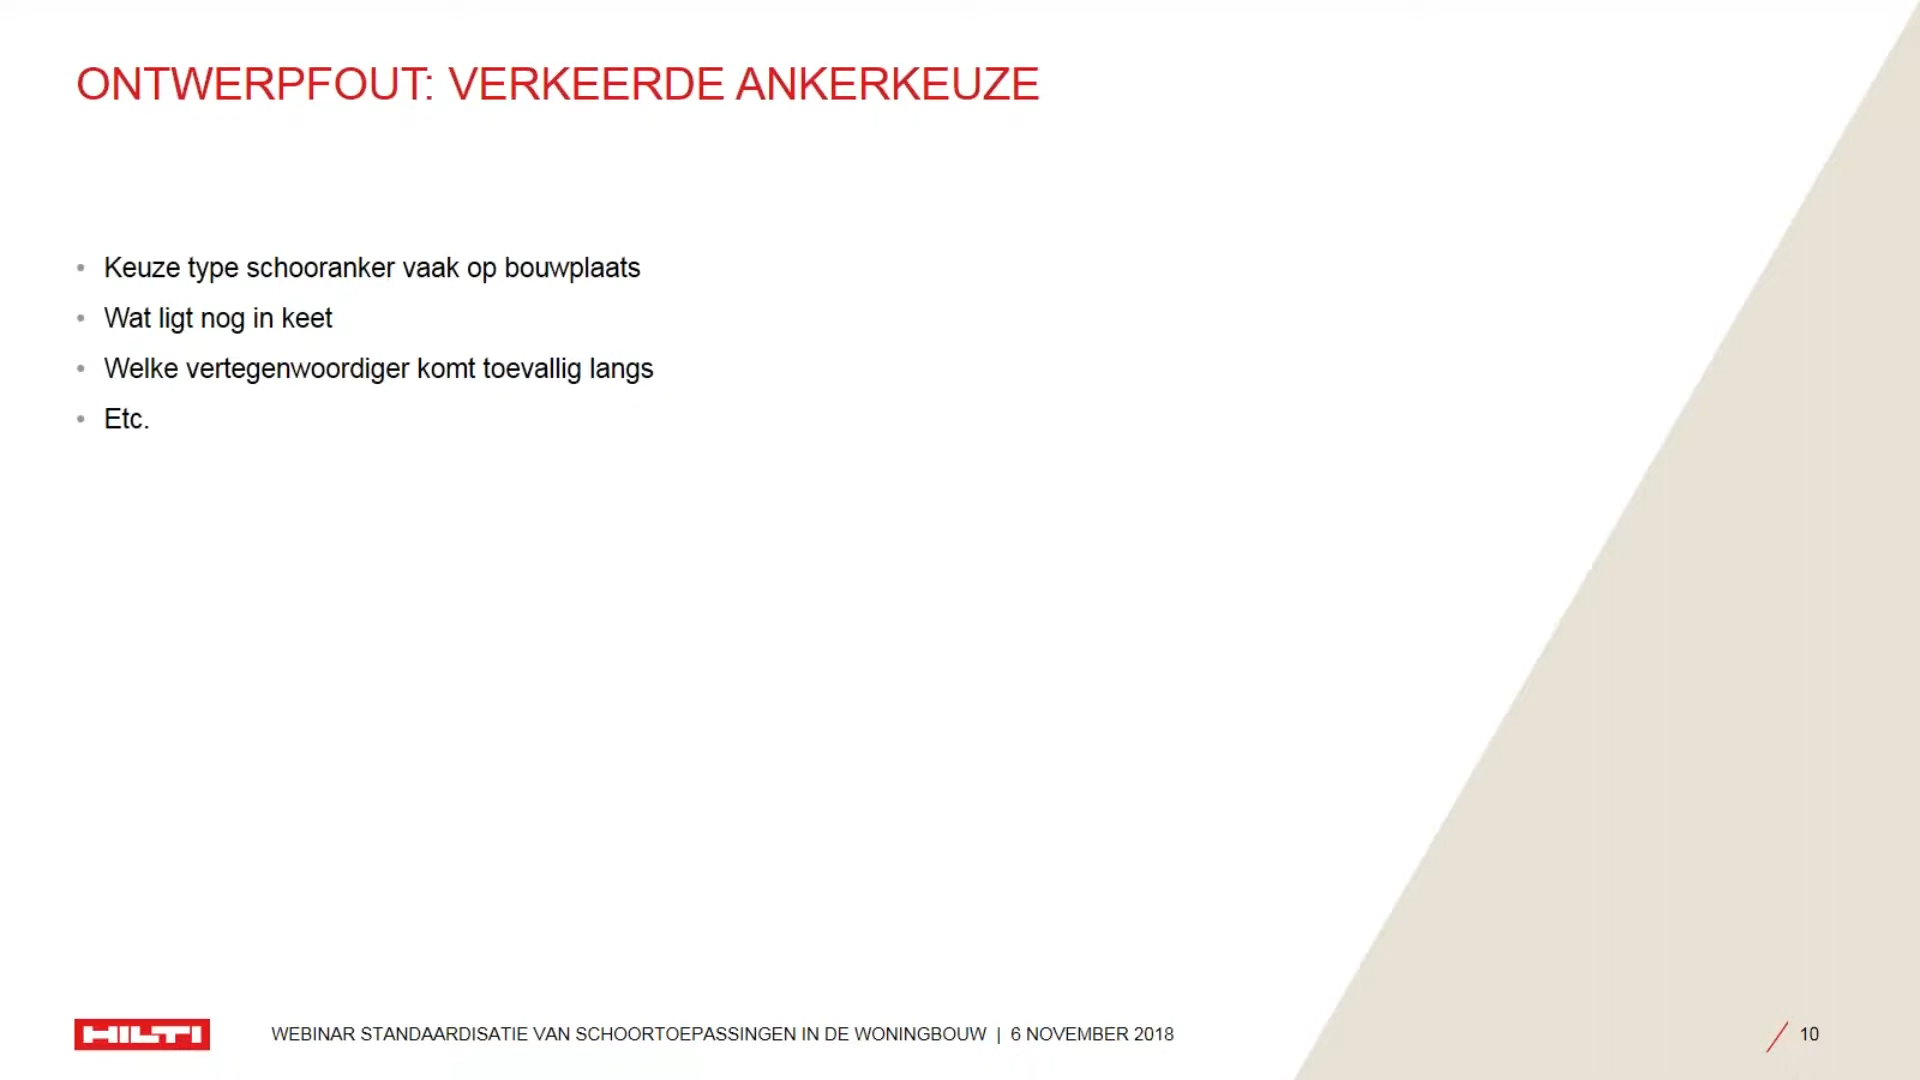 ONTWERPFOUT: VERKEERDE ANKERKEUZE
• Keuze type schooranker vaak op bouwplaats
• Wat ligt nog in keet
• Welke vertegenwoordiger komt toevallig langs
• Etc.
HILTI
WEBINAR STANDAARDISATIE VAN SCHOORTOEPASSINGEN IN DE WONINGBOUW | 6 NOVEMBER 2018
10